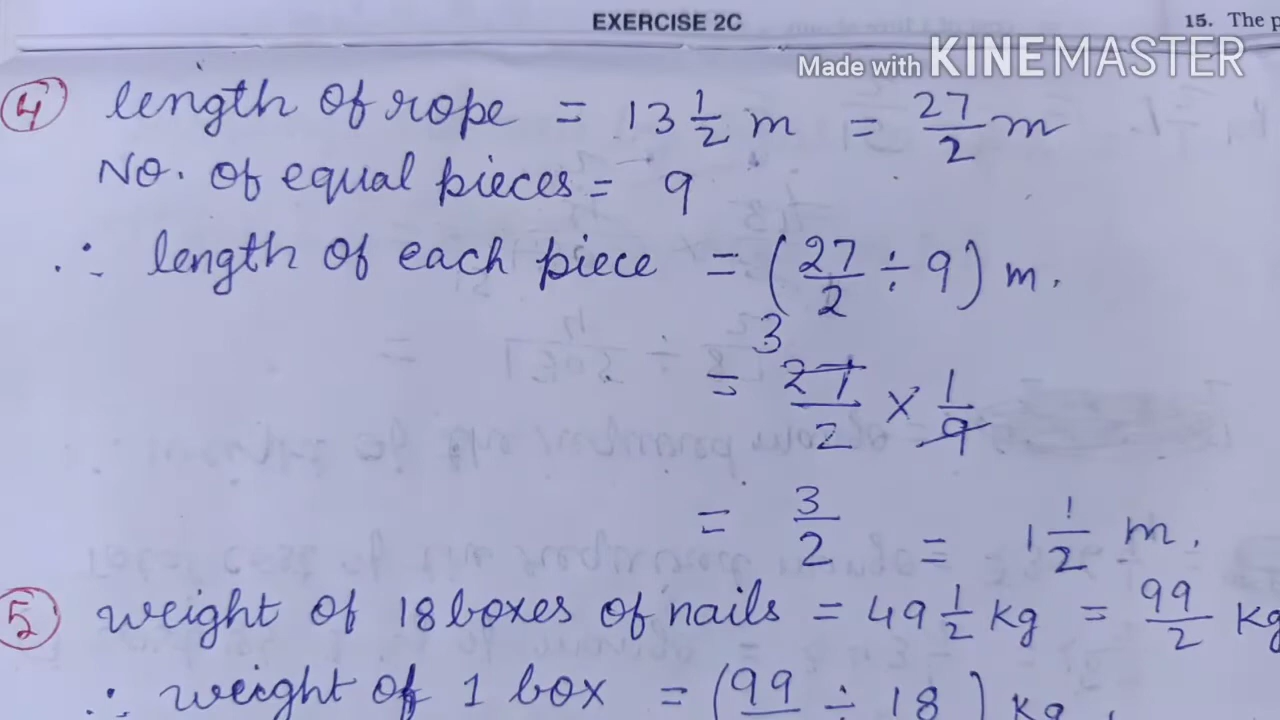 EXERCISE 2C
15. The p
Made with KINEMASTER
4 length of rope = 13 1/2 m = 27/2 m
No. of equal pieces = 9
∴ length of each piece = (27/2 ÷ 9) m.
= 3 27/2 × 1/9
= 3/2 = 1 1/2 m.
5 weight of 18 boxes of nails = 49 1/2 kg = 99/2 kg
∴ weight of 1 box = (99 ÷ 18) kg